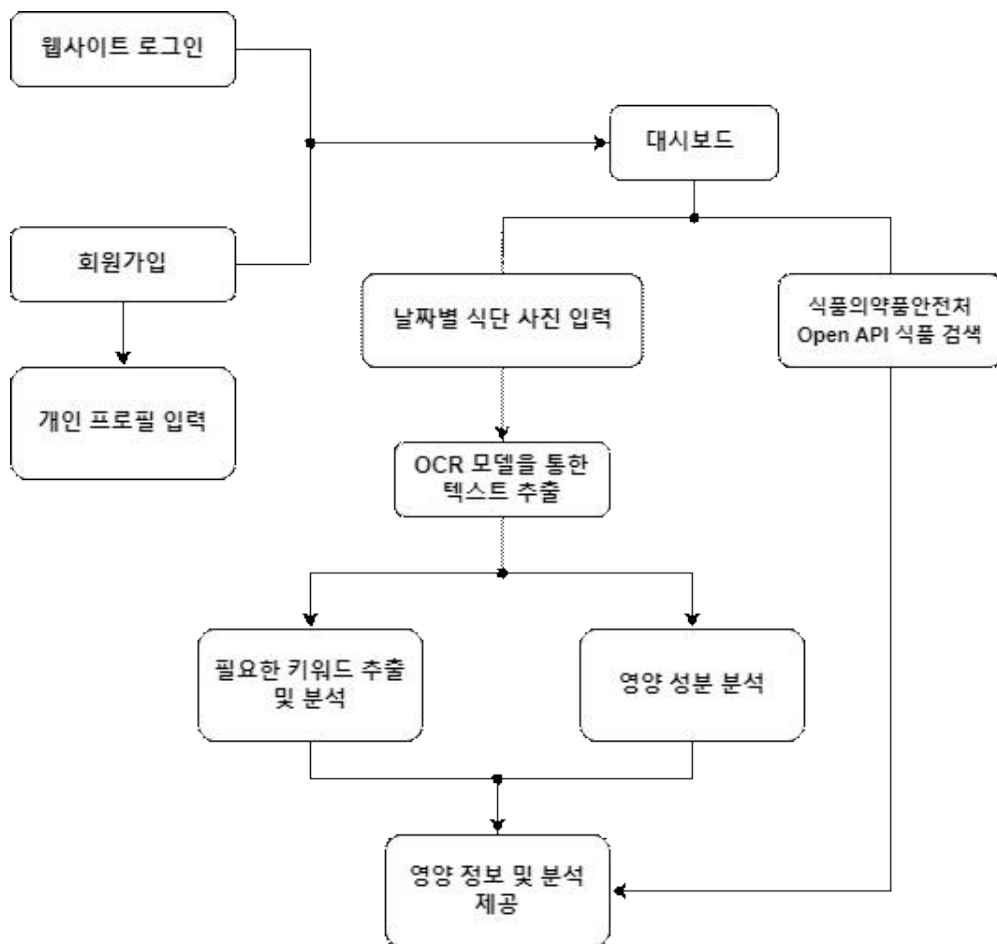 웹사이트 로그인
대시보드
회원가입
날짜별 식단 사진 입력
식품의약품안전처
Open API 식품 검색
개인 프로필 입력
OCR 모델을 통한
텍스트 추출
필요한 키워드 추출
및 분석
영양 성분 분석
영양 정보 및 분석
제공